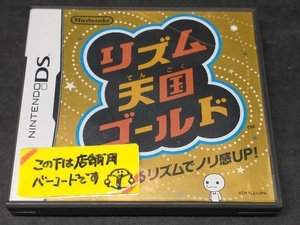 Nintendo
NINTENDO DS
リズム
てんごく
天国
ゴールド
TM
この下は店舗用
バーコードです
るリズムでノリ感UP!